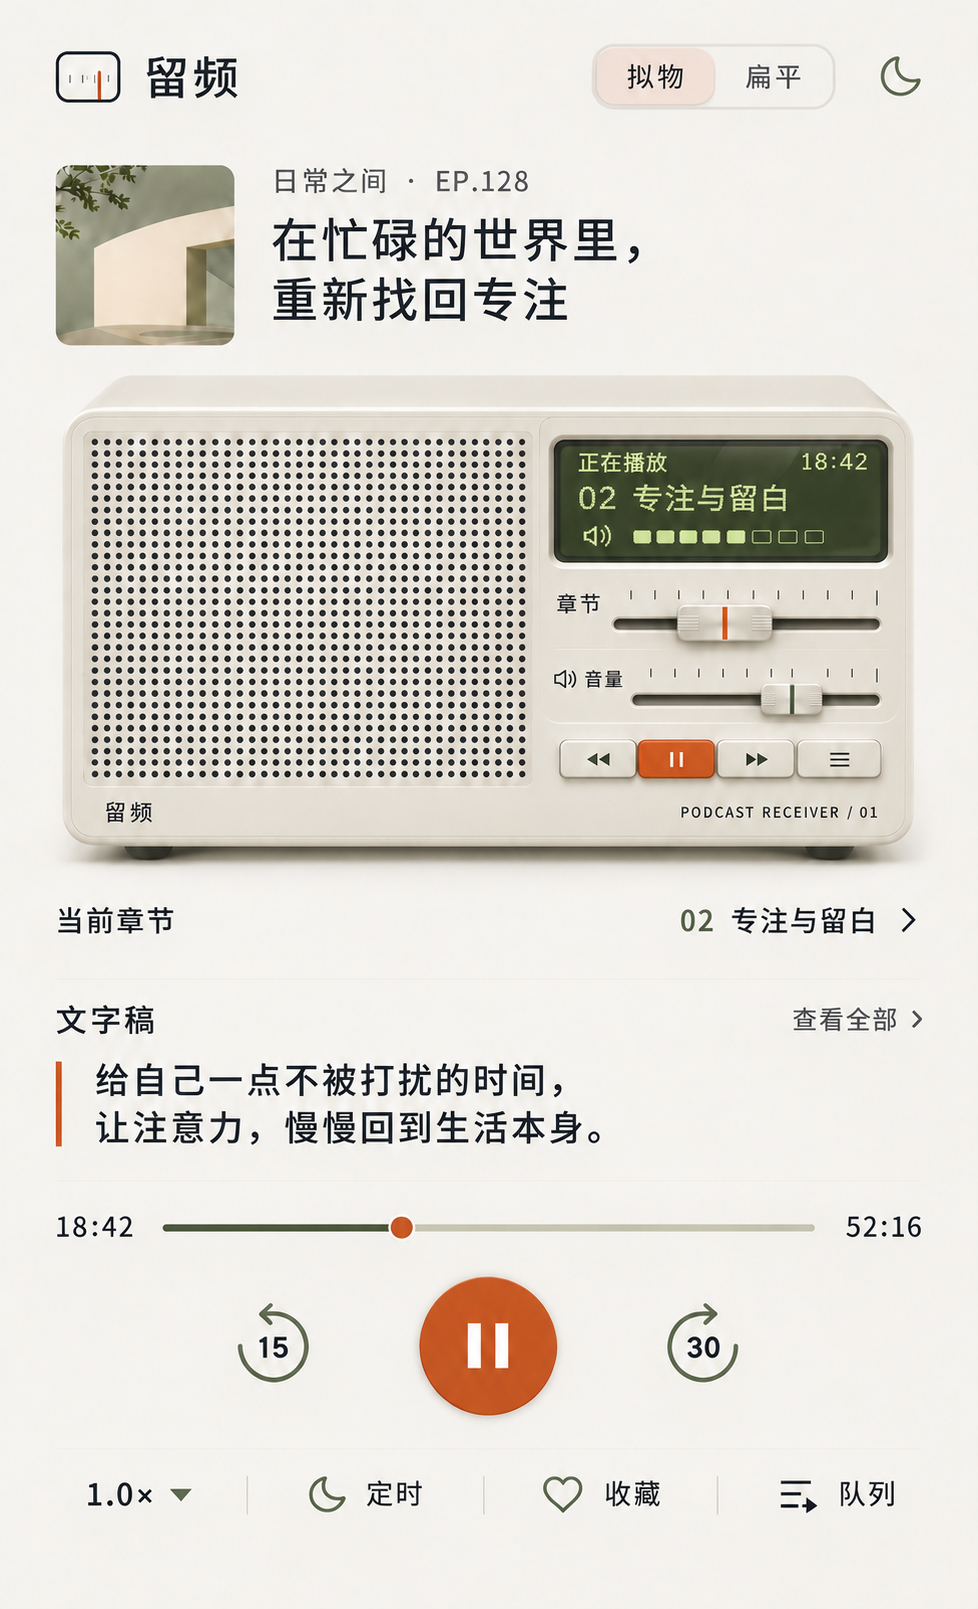 留频
拟物 扁平
日常之间 · EP.128
在忙碌的世界里，
重新找回专注
正在播放 18:42
02 专注与留白
章节
音量
留频 PODCAST RECEIVER / 01
当前章节 02 专注与留白
文字稿 查看全部
给自己一点不被打扰的时间，
让注意力，慢慢回到生活本身。
18:42 52:16
15 30
1.0× 定时 收藏 队列